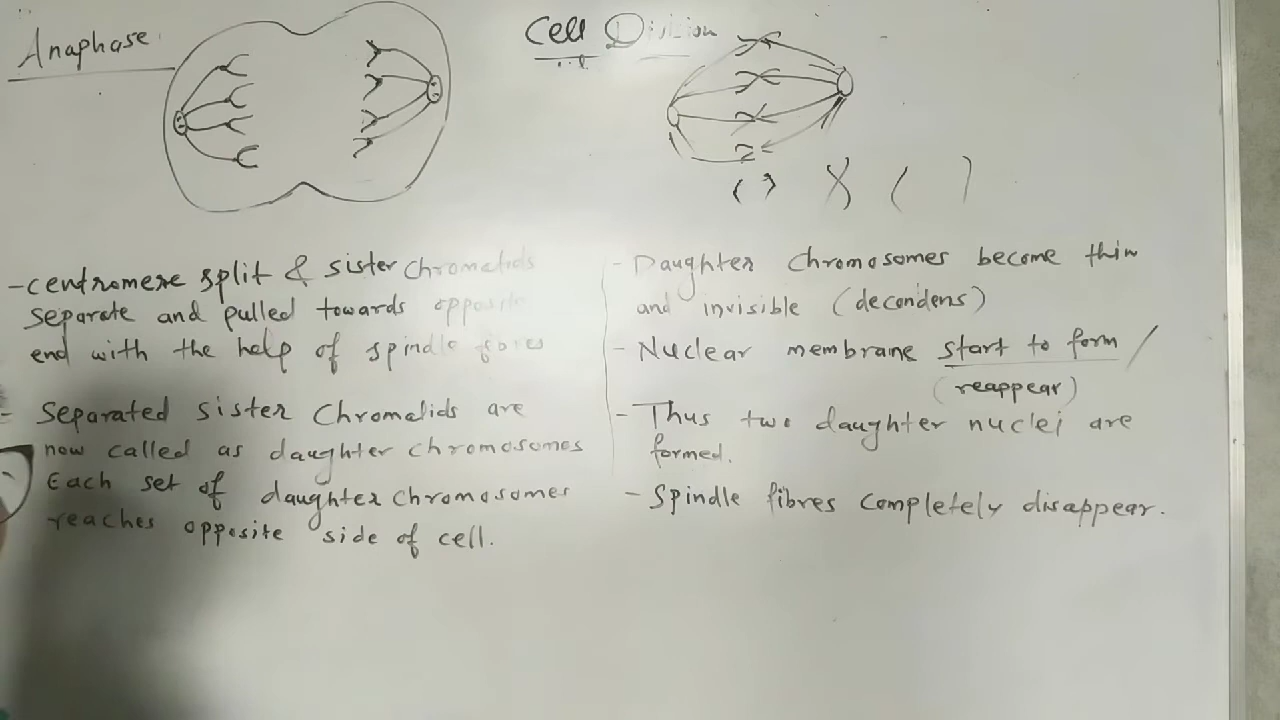 Anaphase
Cell Division
- centromere split & sister chromatids
separate and pulled towards opposite
end with the help of spindle fibres
- Separated sister Chromatids are
now called as daughter chromosomes
- Each set of daughter chromosomes
reaches opposite side of cell.
- Daughter chromosomes become thin
and invisible (decondens)
- Nuclear membrane start to form /
(reappear)
- Thus two daughter nuclei are
formed.
- Spindle fibres completely disappear.